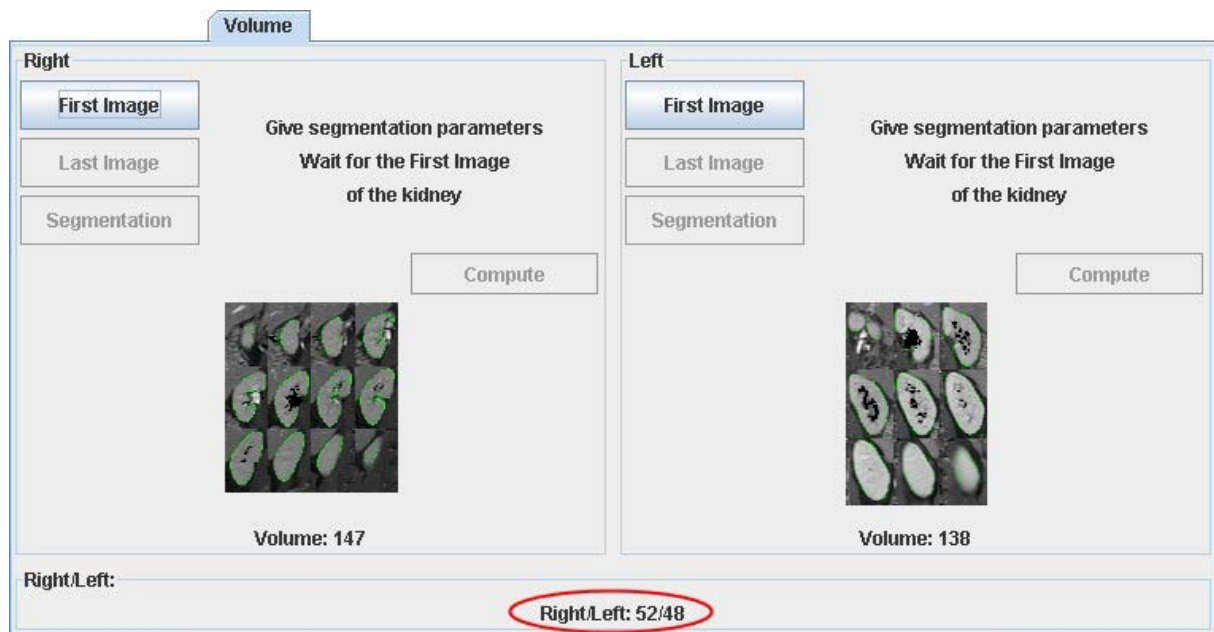 Volume
Right
First Image
Last Image
Segmentation
Give segmentation parameters
Wait for the First Image
of the kidney
Compute
Volume: 147
Left
First Image
Last Image
Segmentation
Give segmentation parameters
Wait for the First Image
of the kidney
Compute
Volume: 138
Right/Left:
Right/Left: 52/48